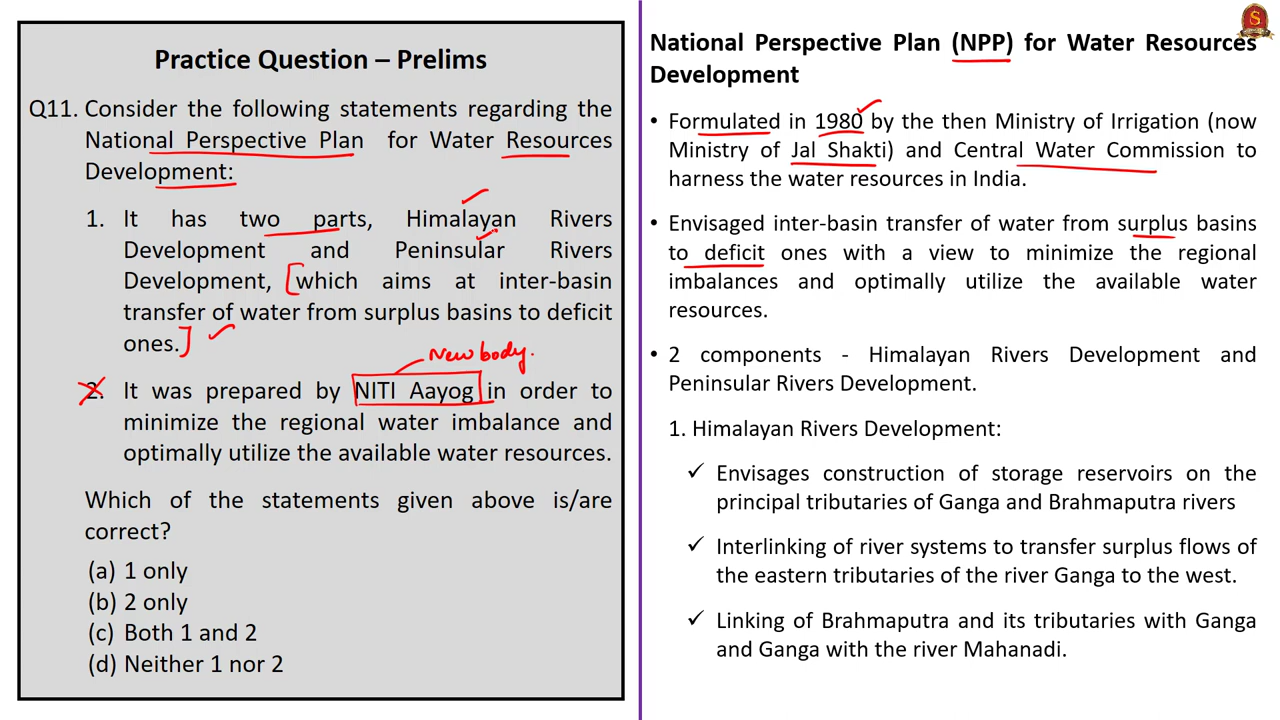 Practice Question – Prelims
Q11. Consider the following statements regarding the
National Perspective Plan for Water Resources
Development:
1. It has two parts, Himalayan Rivers
Development and Peninsular Rivers
Development, which aims at inter-basin
transfer of water from surplus basins to deficit
ones.
New body.
2. It was prepared by NITI Aayog in order to
minimize the regional water imbalance and
optimally utilize the available water resources.
Which of the statements given above is/are
correct?
(a) 1 only
(b) 2 only
(c) Both 1 and 2
(d) Neither 1 nor 2
National Perspective Plan (NPP) for Water Resources
Development
• Formulated in 1980 by the then Ministry of Irrigation (now
Ministry of Jal Shakti) and Central Water Commission to
harness the water resources in India.
• Envisaged inter-basin transfer of water from surplus basins
to deficit ones with a view to minimize the regional
imbalances and optimally utilize the available water
resources.
• 2 components - Himalayan Rivers Development and
Peninsular Rivers Development.
1. Himalayan Rivers Development:
✓ Envisages construction of storage reservoirs on the
principal tributaries of Ganga and Brahmaputra rivers
✓ Interlinking of river systems to transfer surplus flows of
the eastern tributaries of the river Ganga to the west.
✓ Linking of Brahmaputra and its tributaries with Ganga
and Ganga with the river Mahanadi.